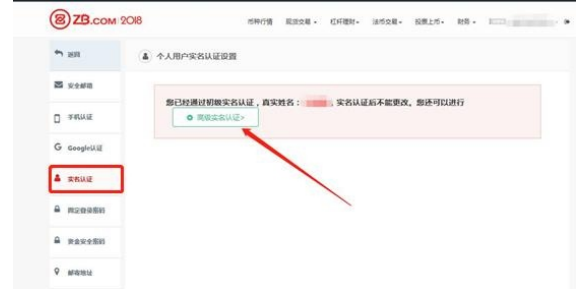 ZB.COM 2018
币种行情 现货交易 杠杆理财 法币交易 投票上币 财务
返回
个人用户实名认证设置
安全邮箱
您已经通过初级实名认证，真实姓名： ，实名认证后不能更改。您还可以进行
手机认证
高级实名认证>
Google认证
实名认证
固定登录密码
资金安全密码
邮寄地址